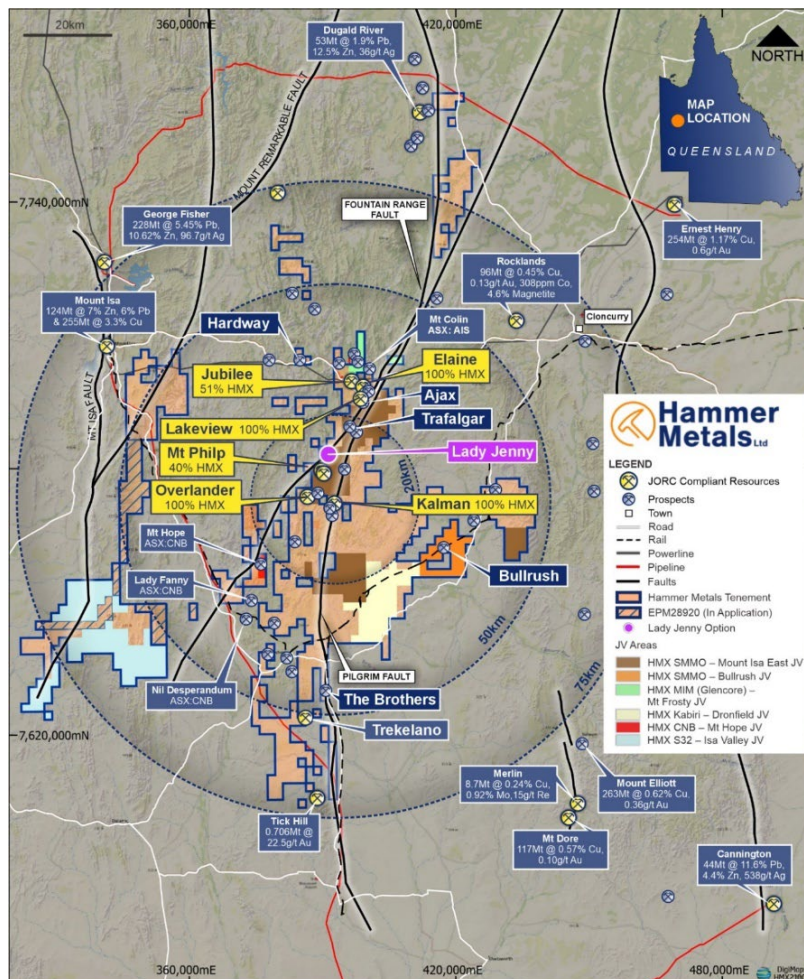 20km
360,000mE
420,000mE
Dugald River
53Mt @ 1.9% Pb,
12.5% Zn, 36g/t Ag
NORTH
MAP
LOCATION
QUEENSLAND
MOUNT REMARKABLE FAULT
FOUNTAIN RANGE
FAULT
7,740,000mN
George Fisher
228Mt @ 5.45% Pb,
10.62% Zn, 96.7g/t Ag
Ernest Henry
254Mt @ 1.17% Cu,
0.6g/t Au
Rocklands
96Mt @ 0.45% Cu,
0.13g/t Au, 308ppm Co,
4.6% Magnetite
Mount Isa
124Mt @ 7% Zn, 6% Pb
& 255Mt @ 3.3% Cu
Mt Colin
ASX: AIS
Cloncurry
Hardway
MT ISA FAULT
Jubilee
51% HMX
Elaine
100% HMX
Ajax
Lakeview 100% HMX
Trafalgar
Mt Philp
40% HMX
Lady Jenny
20km
Overlander
100% HMX
Kalman 100% HMX
Mt Hope
ASX:CNB
Bullrush
Lady Fanny
ASX:CNB
50km
75km
Nil Desperandum
ASX:CNB
PILGRIM FAULT
The Brothers
Trekelano
7,620,000mN
Hammer
Metals Ltd
LEGEND
JORC Compliant Resources
Prospects
Town
Road
Rail
Powerline
Pipeline
Faults
Hammer Metals Tenement
EPM28920 (In Application)
Lady Jenny Option
JV Areas
HMX SMMO – Mount Isa East JV
HMX SMMO – Bullrush JV
HMX MIM (Glencore) –
Mt Frosty JV
HMX Kabiri – Dronfield JV
HMX CNB – Mt Hope JV
HMX S32 – Isa Valley JV
Merlin
8.7Mt @ 0.24% Cu,
0.92% Mo,15g/t Re
Mount Elliott
263Mt @ 0.62% Cu,
0.36g/t Au
Tick Hill
0.706Mt @
22.5g/t Au
Mt Dore
117Mt @ 0.57% Cu,
0.10g/t Au
Cannington
44Mt @ 11.6% Pb,
4.4% Zn, 538g/t Ag
360,000mE
420,000mE
480,000mE